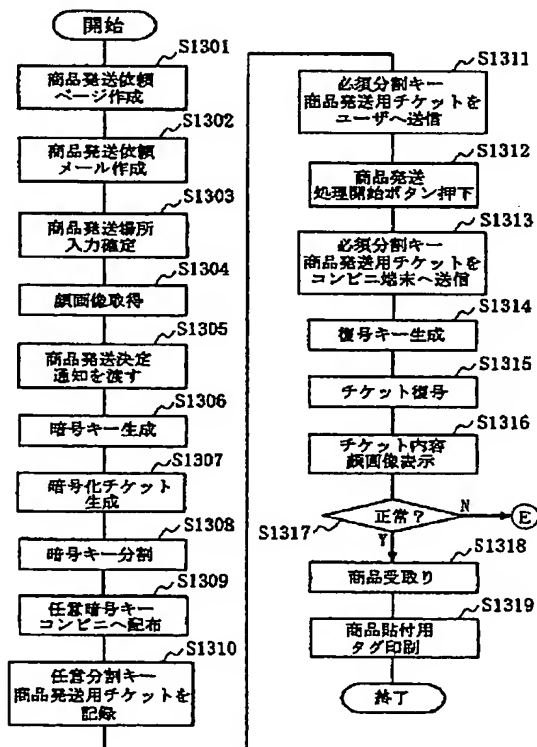 開始
S1301
商品発送依頼
ページ作成
S1302
商品発送依頼
メール作成
S1303
商品発送場所
入力確定
S1304
顔画像取得
S1305
商品発送決定
通知を渡す
S1306
暗号キー生成
S1307
暗号化チケット
生成
S1308
暗号キー分割
S1309
任意暗号キー
コンビニへ配布
S1310
任意分割キー
商品発送用チケットを
記録
S1311
必須分割キー
商品発送用チケットを
ユーザへ送信
S1312
商品発送
処理開始ボタン押下
S1313
必須分割キー
商品発送用チケットを
コンビニ端末へ送信
S1314
復号キー生成
S1315
チケット復号
S1316
チケット内容
顔画像表示
S1317
正常?
N
E
Y
S1318
商品受取り
S1319
商品貼付用
タグ印刷
終了